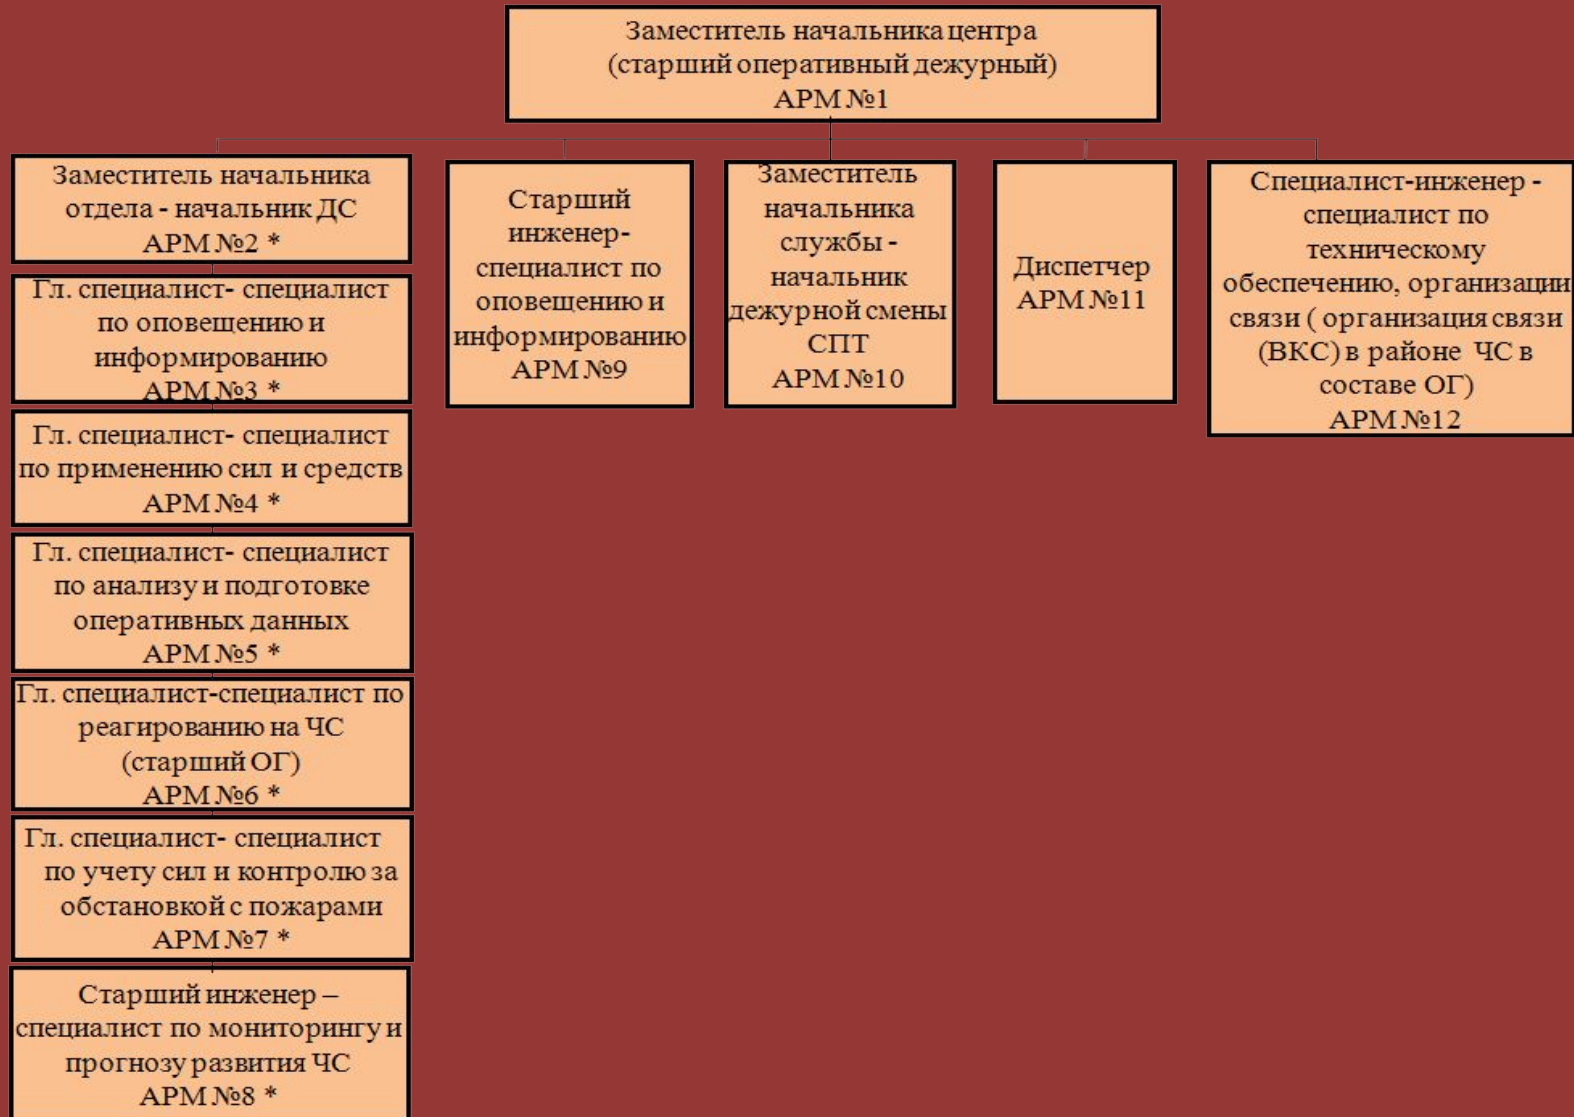 Заместитель начальника центра
(старший оперативный дежурный)
АРМ №1
Заместитель начальника
отдела - начальник ДС
АРМ №2 *
Гл. специалист- специалист
по оповещению и
информированию
АРМ №3 *
Гл. специалист- специалист
по применению сил и средств
АРМ №4 *
Гл. специалист- специалист
по анализу и подготовке
оперативных данных
АРМ №5 *
Гл. специалист-специалист по
реагированию на ЧС
(старший ОГ)
АРМ №6 *
Гл. специалист- специалист
по учету сил и контролю за
обстановкой с пожарами
АРМ №7 *
Старший инженер –
специалист по мониторингу и
прогнозу развития ЧС
АРМ №8 *
Старший
инженер-
специалист по
оповещению и
информированию
АРМ №9
Заместитель
начальника
службы -
начальник
дежурной смены
СПТ
АРМ №10
Диспетчер
АРМ №11
Специалист-инженер -
специалист по
техническому
обеспечению, организации
связи ( организация связи
(ВКС) в районе ЧС в
составе ОГ)
АРМ №12